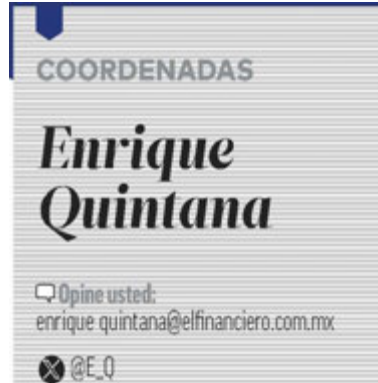 COORDENADAS
Enrique
Quintana
Opine usted:
enrique quintana@elfinanciero.com.mx
@E_Q